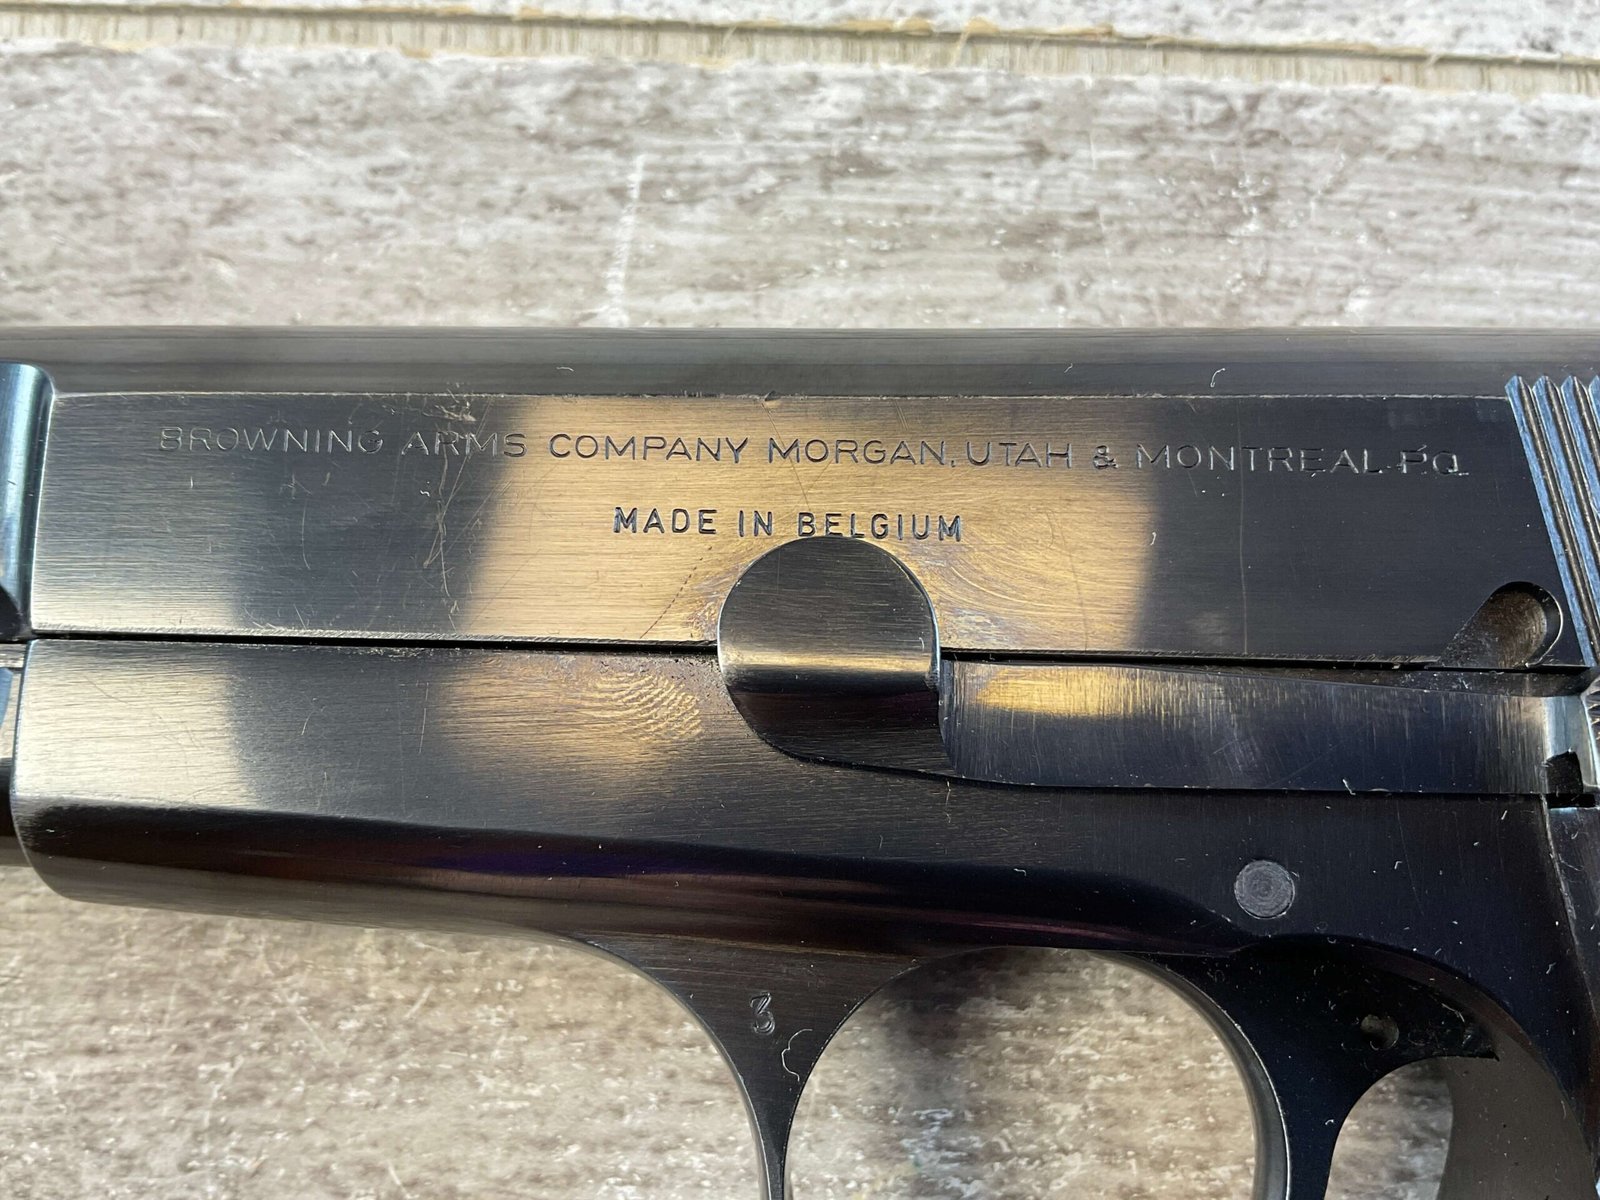 BROWNING ARMS COMPANY MORGAN, UTAH & MONTREAL P.Q.
MADE IN BELGIUM
3